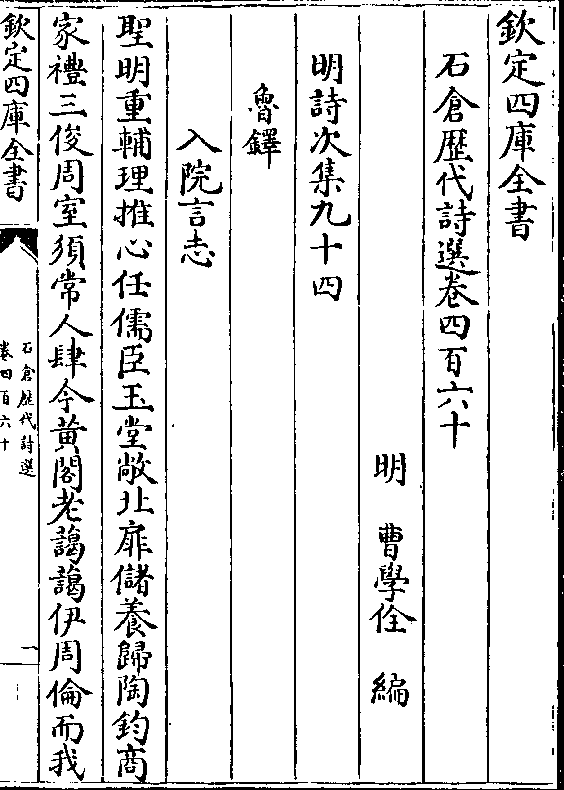 欽定四庫全書
石倉歴代詩選卷四百六十
明 曹學佺 編
明詩次集九十四
魯鐸
入院言志
聖明重輔理推心任儒臣玉堂敞北扉儲養歸陶鈞商
家禮三俊周室須常人肆今黄閣老藹藹伊周倫而我
欽定四庫全書
石倉歴代詩選
卷四百六十
一